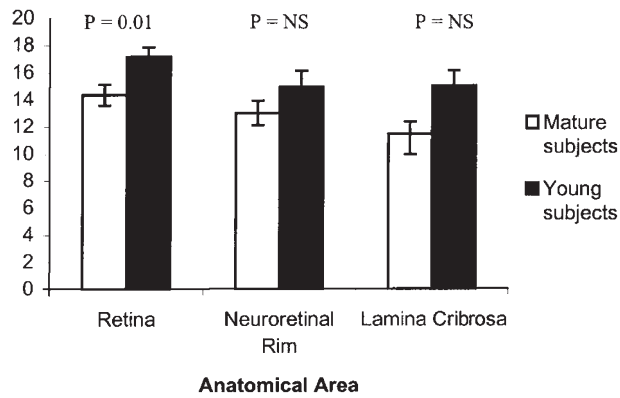 20
18
16
14
12
10
8
6
4
2
0
P = 0.01 P = NS P = NS
Mature
subjects
Young
subjects
Retina Neuroretinal Lamina Cribrosa
Rim
Anatomical Area